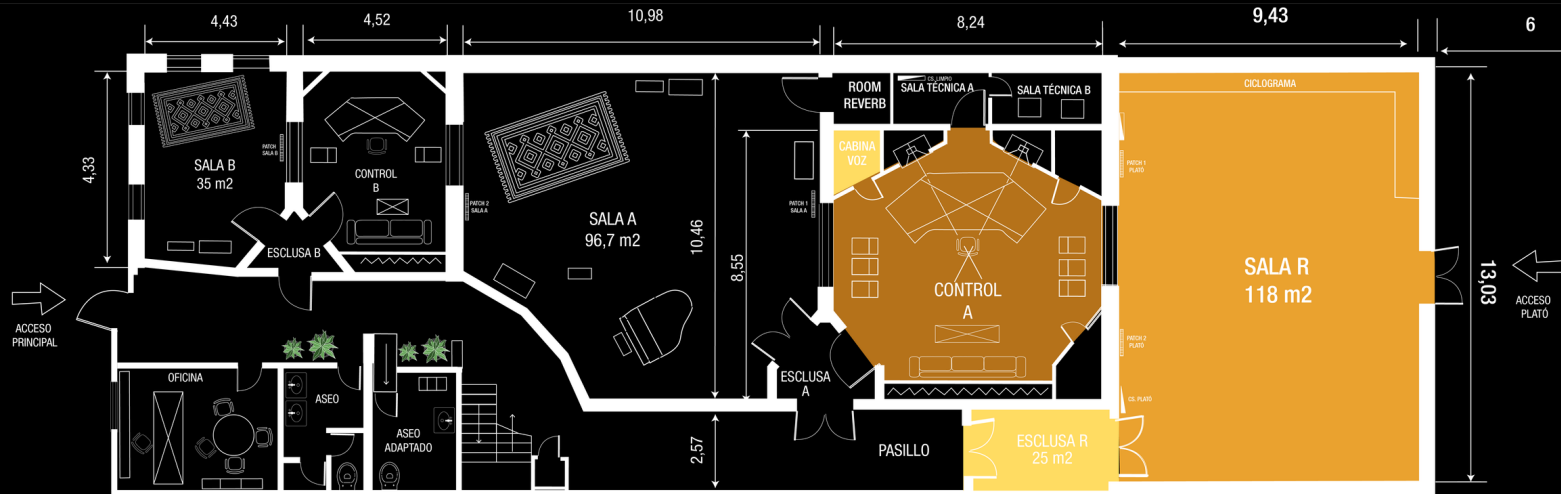 4,43
4,52
10,98
8,24
9,43
6
4,33
SALA B
35 m2
PATCH
SALA B
CONTROL
B
ESCLUSA B
PATCH 2
SALA A
SALA A
96,7 m2
10,46
8,55
PATCH 1
SALA A
ROOM
REVERB
CS. LIMPIO
SALA TÉCNICA A
SALA TÉCNICA B
CABINA
VOZ
CONTROL
A
CICLOGRAMA
PATCH 1
PLATÓ
SALA R
118 m2
PATCH 2
PLATÓ
CS. PLATÓ
13,03
ACCESO
PLATÓ
ACCESO
PRINCIPAL
OFICINA
ASEO
ASEO
ADAPTADO
ESCLUSA
A
2,57
PASILLO
ESCLUSA R
25 m2